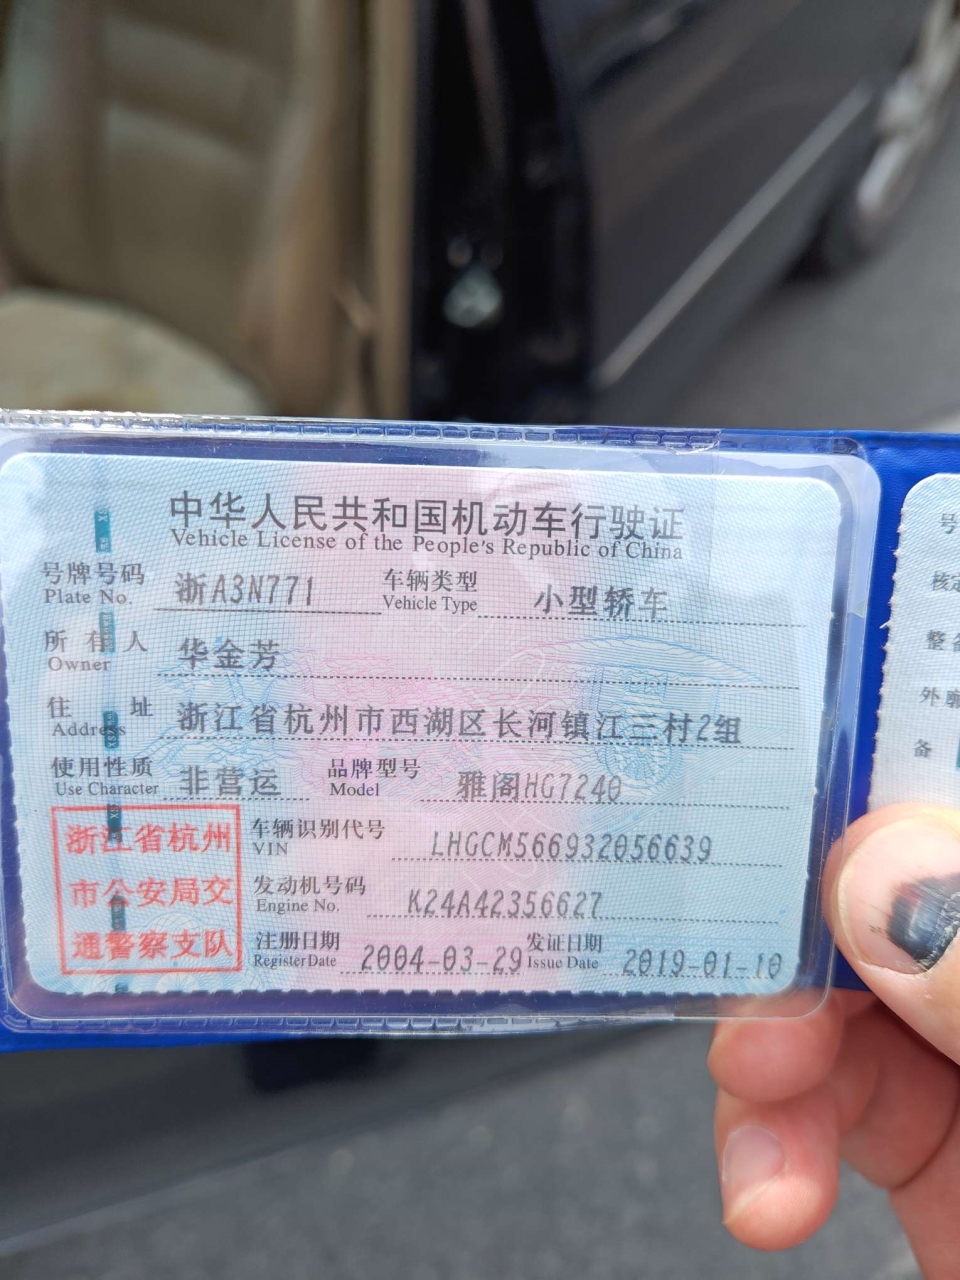 中华人民共和国机动车行驶证
Vehicle License of the People's Republic of China
号牌号码 浙A3N771 车辆类型 小型轿车
Plate No. Vehicle Type
所有人 华金芳
Owner
住址 浙江省杭州市西湖区长河镇江三村2组
Address
使用性质 非营运 品牌型号 雅阁HG7240
Use Character Model
浙江省杭州
市公安局交
通警察支队
车辆识别代号 LHGCM566932056639
VIN
发动机号码 K24A42356627
Engine No.
注册日期 2004-03-29 发证日期 2019-01-10
Register Date Issue Date
号
核定
整备
外廓
备